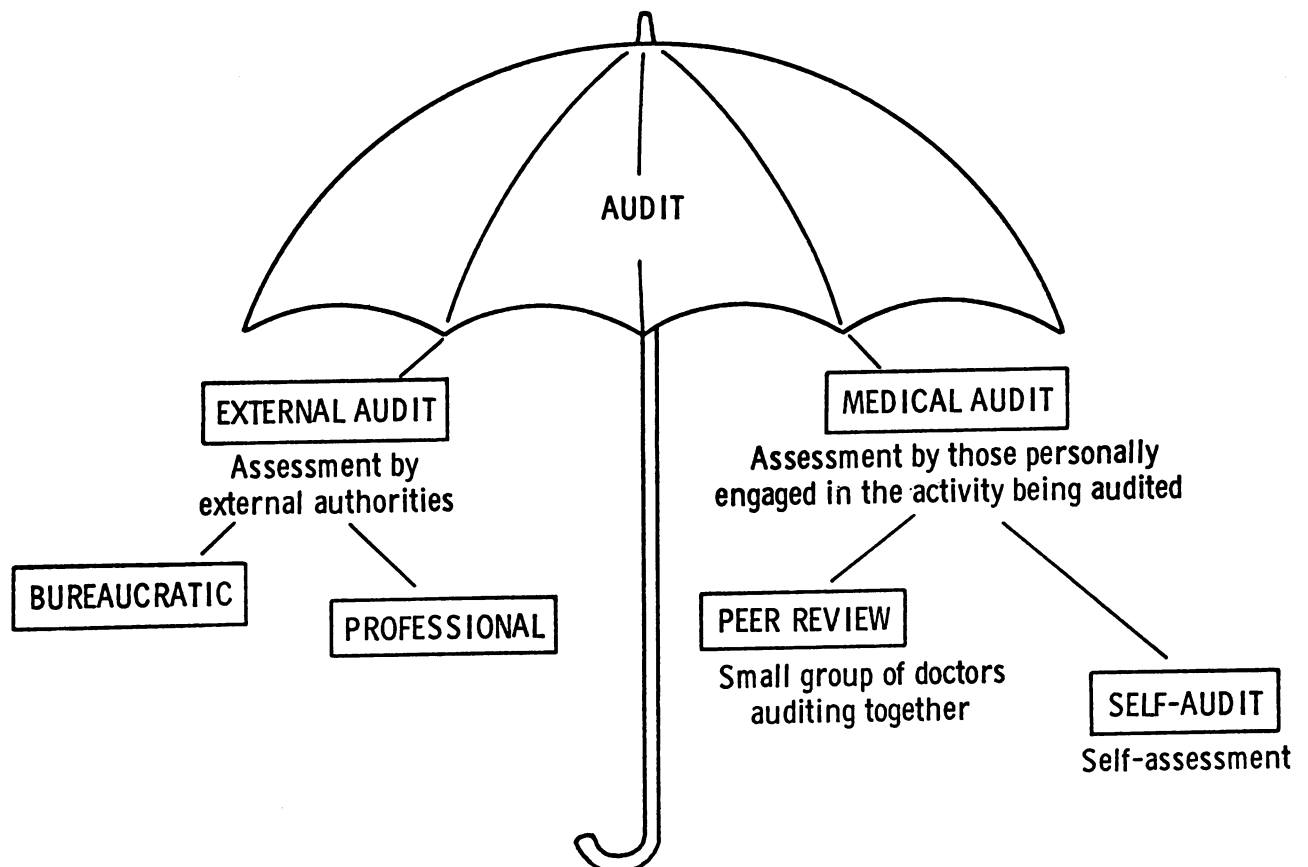 AUDIT
EXTERNAL AUDIT
Assessment by
external authorities
BUREAUCRATIC
PROFESSIONAL
MEDICAL AUDIT
Assessment by those personally
engaged in the activity being audited
PEER REVIEW
Small group of doctors
auditing together
SELF-AUDIT
Self-assessment